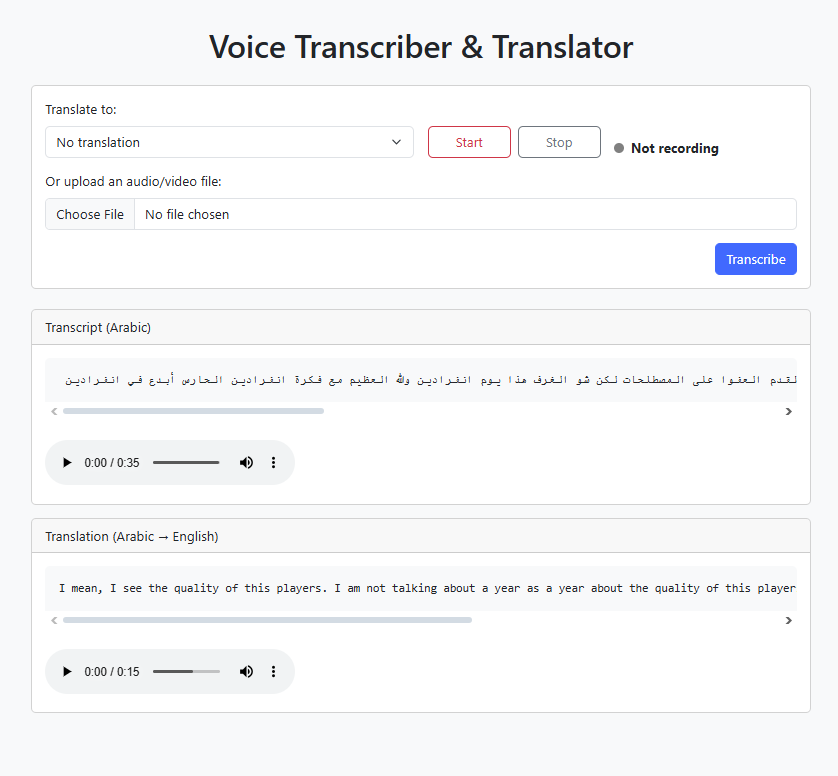 Voice Transcriber & Translator
Translate to:
No translation
Start
Stop
Not recording
Or upload an audio/video file:
Choose File
No file chosen
Transcribe
Transcript (Arabic)
لقدم العفوا على المصطلحات لكن شو الغرف هذا يوم انفرادين والله العظيم مع فكرة انفرادين الحارس أبدع في انفرادين
0:00 / 0:35
Translation (Arabic → English)
I mean, I see the quality of this players. I am not talking about a year as a year about the quality of this player
0:00 / 0:15